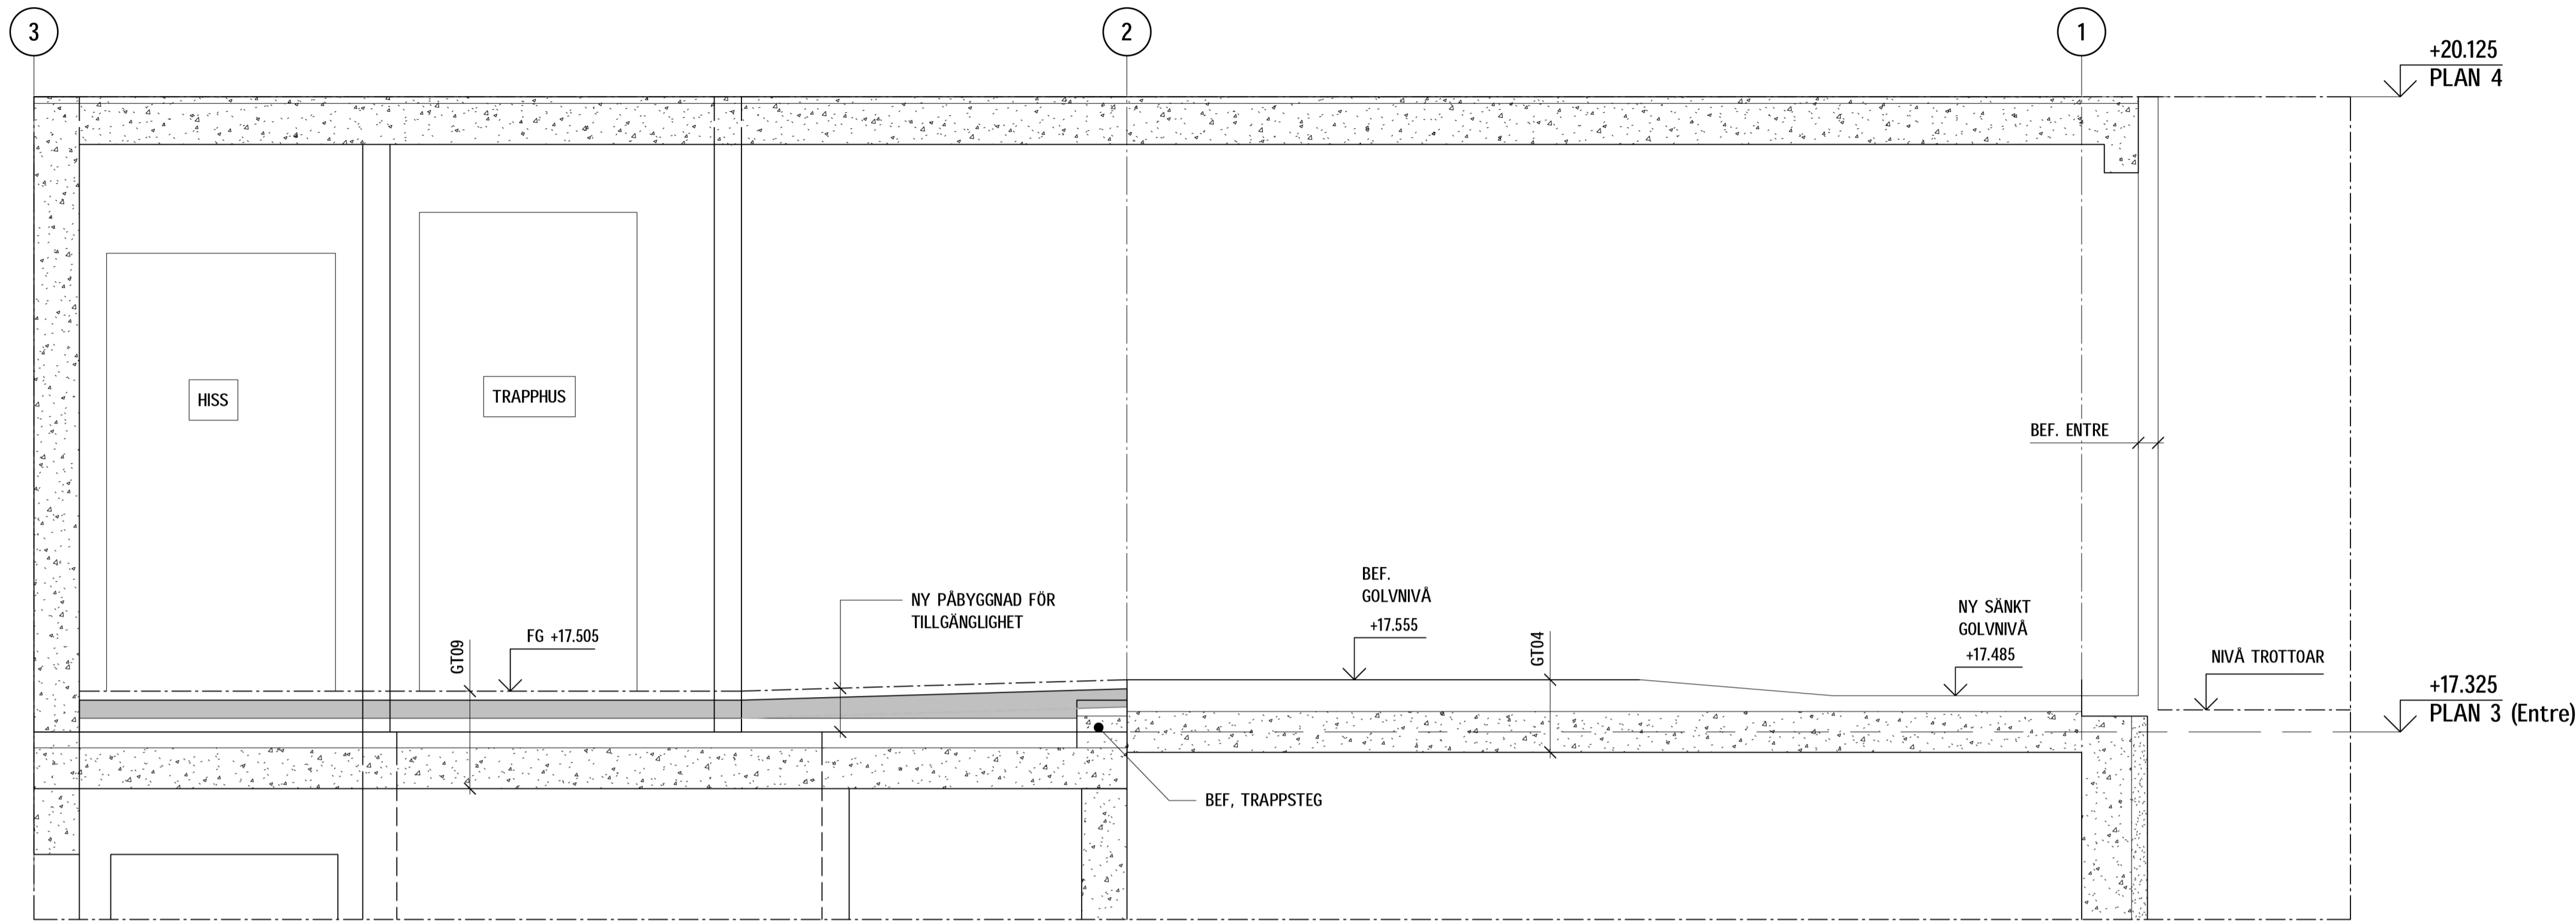 3
2
1
+20.125
PLAN 4
HISS
TRAPPHUS
BEF. ENTRE
NY PÅBYGGNAD FÖR
TILLGÄNGLIGHET
BEF.
GOLVNIVÅ
+17.555
NY SÄNKT
GOLVNIVÅ
+17.485
FG +17.505
GT09
GT04
NIVÅ TROTTOAR
+17.325
PLAN 3 (Entre)
BEF, TRAPPSTEG